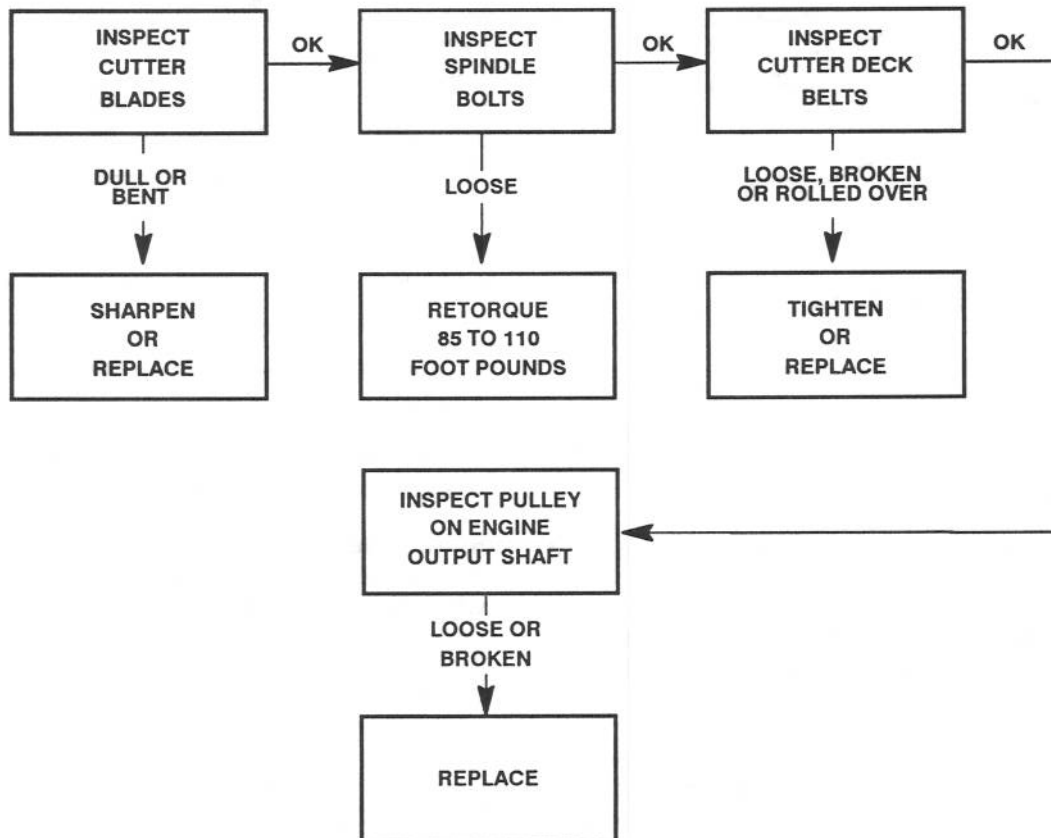 INSPECT
CUTTER
BLADES
OK
INSPECT
SPINDLE
BOLTS
OK
INSPECT
CUTTER DECK
BELTS
OK
DULL OR
BENT
LOOSE
LOOSE, BROKEN
OR ROLLED OVER
SHARPEN
OR
REPLACE
RETORQUE
85 TO 110
FOOT POUNDS
TIGHTEN
OR
REPLACE
INSPECT PULLEY
ON ENGINE
OUTPUT SHAFT
LOOSE OR
BROKEN
REPLACE